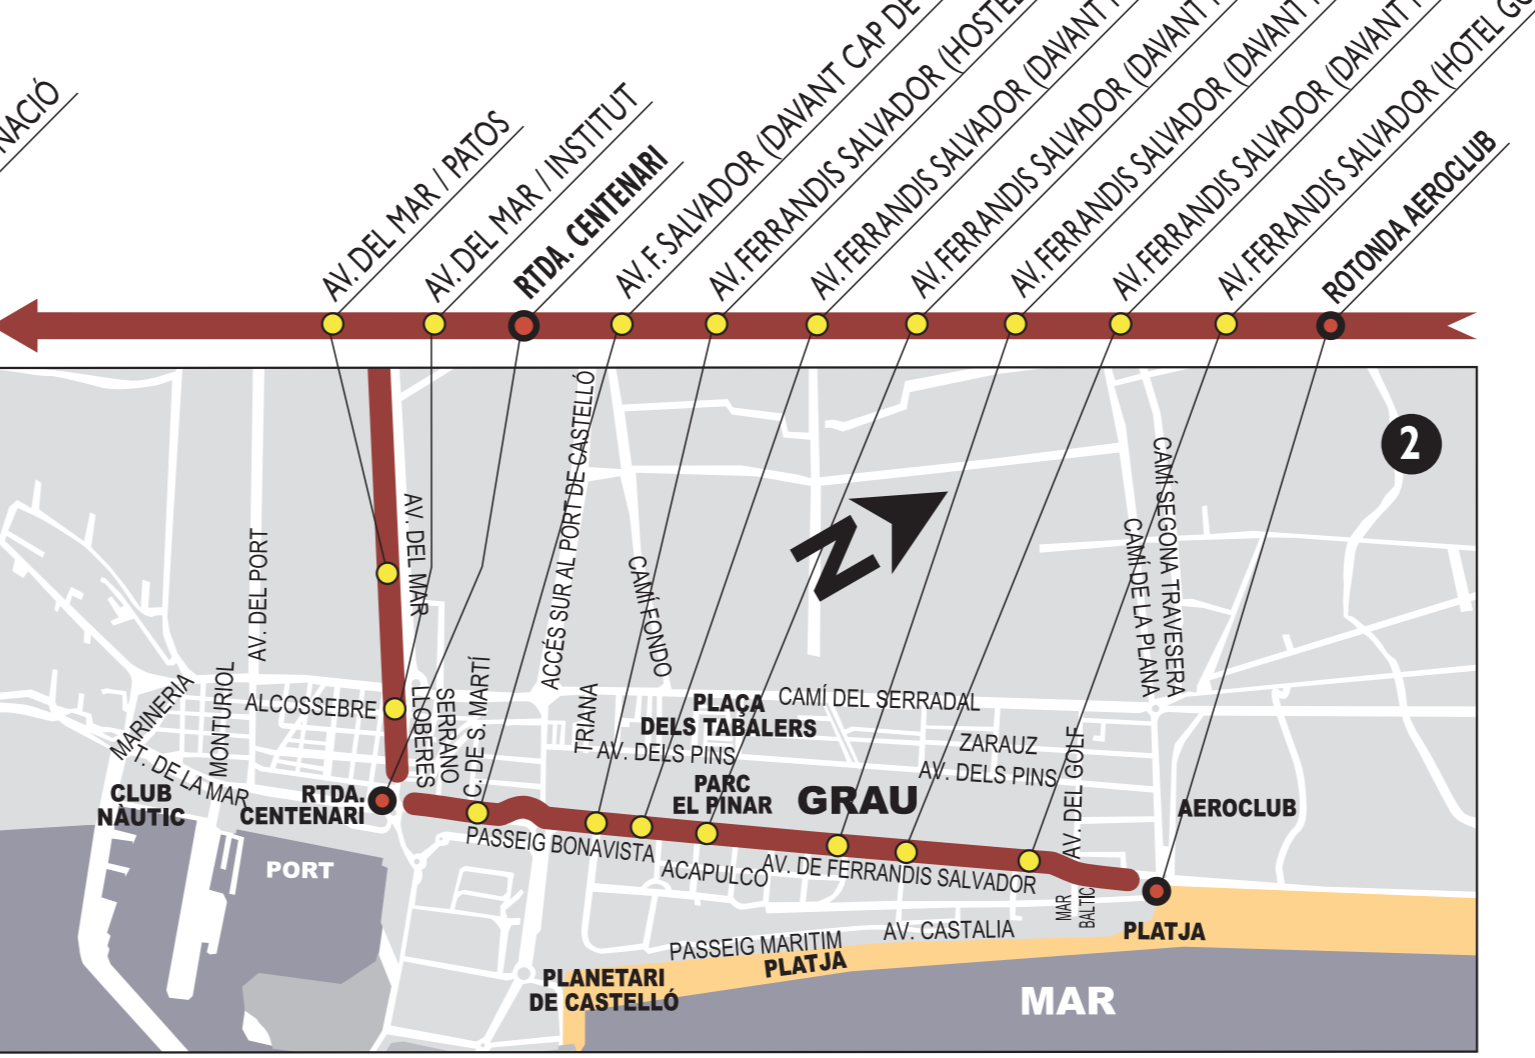 NACIÓ
AV. DEL MAR / PATOS
AV. DEL MAR / INSTITUT
RTDA. CENTENARI
AV. F. SALVADOR (DAVANT CAP DE
AV. FERRANDIS SALVADOR (HOSTEL
AV. FERRANDIS SALVADOR (DAVANT
AV. FERRANDIS SALVADOR (DAVANT
AV. FERRANDIS SALVADOR (DAVANT
AV. FERRANDIS SALVADOR (DAVANT
AV. FERRANDIS SALVADOR (HOTEL
ROTONDA AEROCLUB
2
N
AV. DEL MAR
AV. DEL PORT
ACCÉS SUR AL PORT DE CASTELLÓ
CAMÍ FONDO
CAMÍ SEGONA TRAVESERA
CAMÍ DE LA PLANA
MARINERIA
MONTURIOL
ALCOSSEBRE
LLOBERES
SERRANO
C. DE S. MARTÍ
TRIANA
PLAÇA
DELS TABALERS
CAMÍ DEL SERRADAL
AV. DELS PINS
ZARAUZ
AV. DELS PINS
AV. DEL GOLF
T. DE LA MAR
CLUB
NÀUTIC
RTDA.
CENTENARI
PARC
EL PINAR
GRAU
AEROCLUB
PORT
PASSEIG BONAVISTA
ACAPULCO
AV. DE FERRANDIS SALVADOR
MAR
BALTIC
PASSEIG MARITIM
AV. CASTALIA
PLATJA
PLATJA
PLANETARI
DE CASTELLÓ
MAR